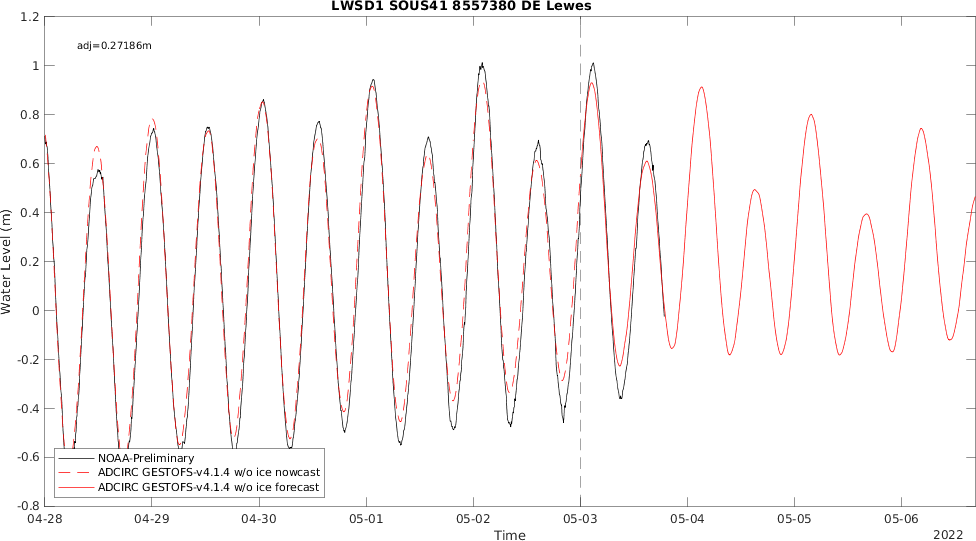 LWSD1 SOUS41 8557380 DE Lewes
1.2
adj=0.27186m
1
0.8
0.6
0.4
0.2
0
-0.2
-0.4
-0.6
-0.8
Water Level (m)
NOAA-Preliminary
ADCIRC GESTOFS-v4.1.4 w/o ice nowcast
ADCIRC GESTOFS-v4.1.4 w/o ice forecast
04-28 04-29 04-30 05-01 05-02 05-03 05-04 05-05 05-06
Time
2022